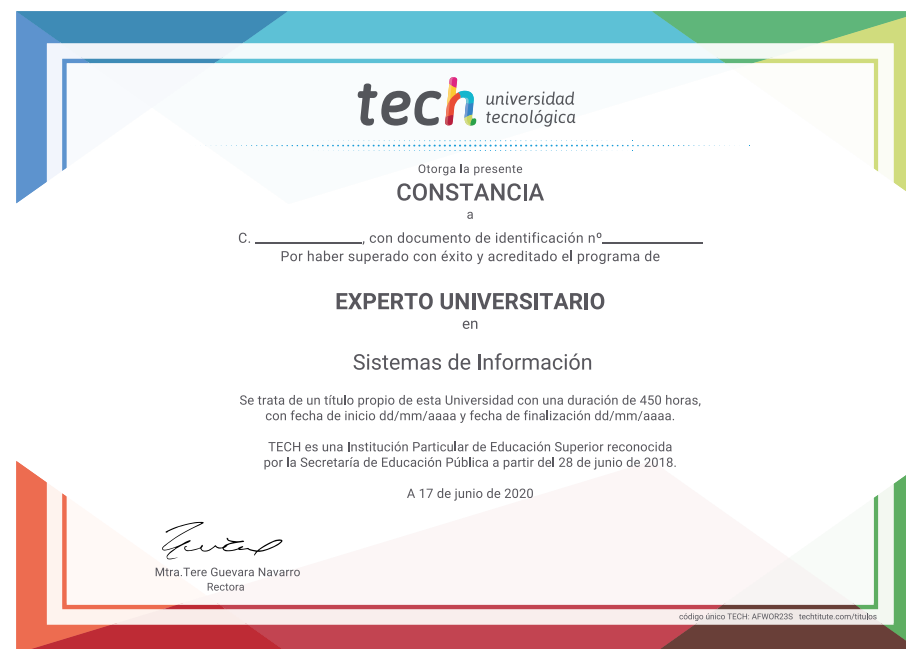 tech universidad
tecnológica
Otorga la presente
CONSTANCIA
a
C. ____________, con documento de identificación nº____________
Por haber superado con éxito y acreditado el programa de
EXPERTO UNIVERSITARIO
en
Sistemas de Información
Se trata de un título propio de esta Universidad con una duración de 450 horas,
con fecha de inicio dd/mm/aaaa y fecha de finalización dd/mm/aaaa.
TECH es una Institución Particular de Educación Superior reconocida
por la Secretaría de Educación Pública a partir del 28 de junio de 2018.
A 17 de junio de 2020
Mtra.Tere Guevara Navarro
Rectora
código único TECH: AFWOR23S techtitute.com/titulos